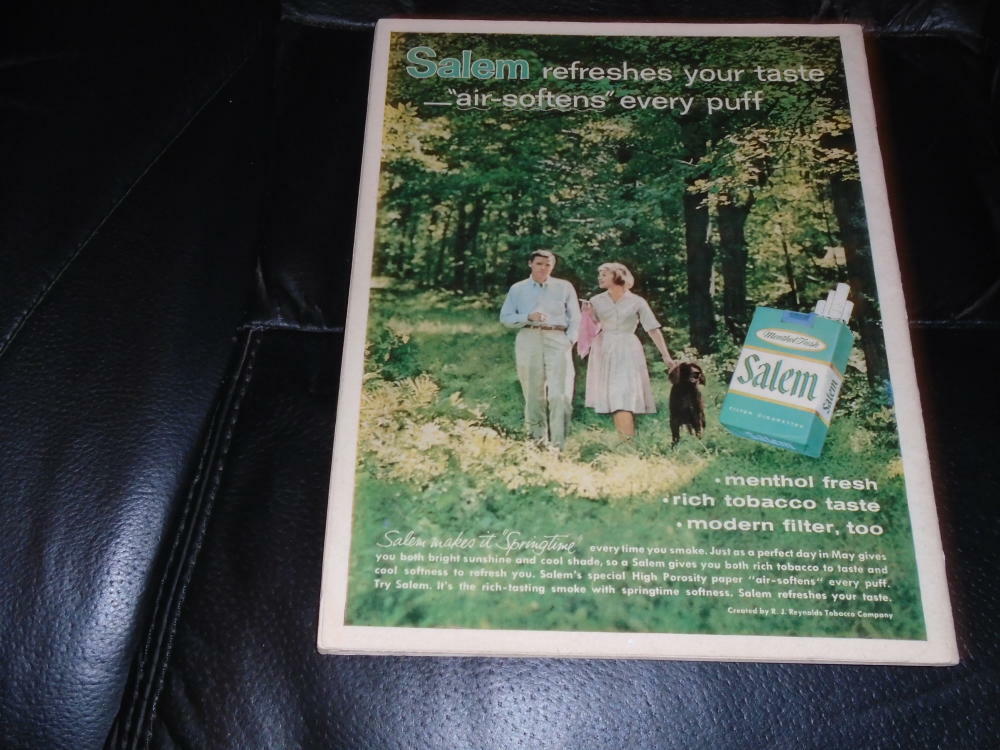 Salem refreshes your taste
—"air-softens" every puff
Menthol Fresh
Salem
Salem
FILTER CIGARETTES
• menthol fresh
• rich tobacco taste
• modern filter, too
Salem makes it "Springtime" every time you smoke. Just as a perfect day in May gives
you both bright sunshine and cool shade, so a Salem gives you both rich tobacco to taste and
cool softness to refresh you. Salem's special High Porosity paper "air-softens" every puff.
Try Salem. It's the rich-tasting smoke with springtime softness. Salem refreshes your taste.
Created by R. J. Reynolds Tobacco Company